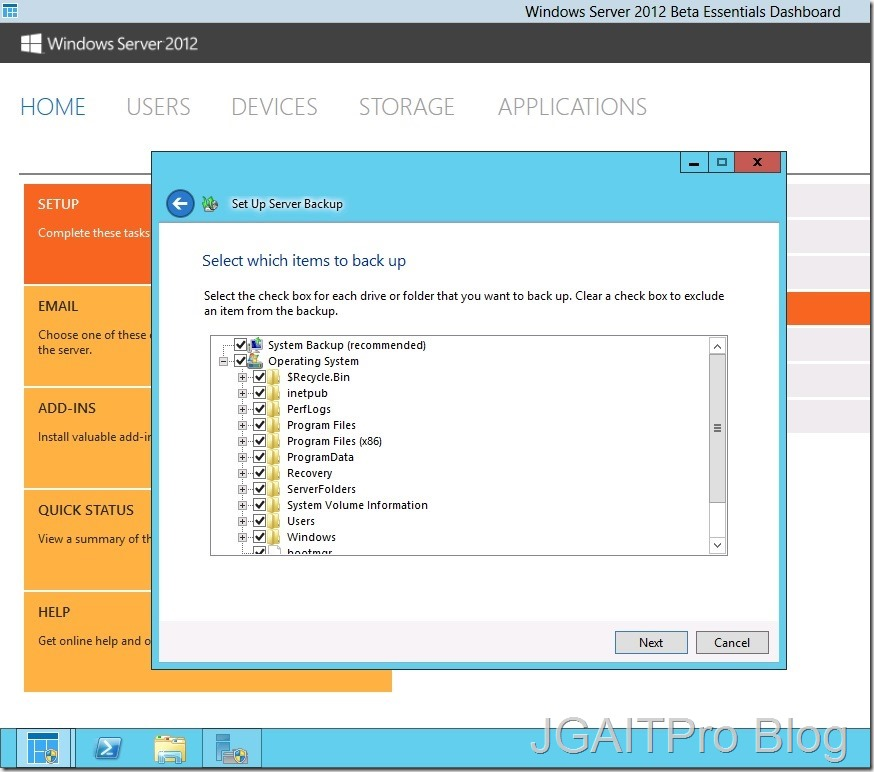 Windows Server 2012 Beta Essentials Dashboard
Windows Server 2012
HOME USERS DEVICES STORAGE APPLICATIONS
SETUP
Complete these tasks
EMAIL
Choose one of these
the server.
ADD-INS
Install valuable add-in
QUICK STATUS
View a summary of th
HELP
Get online help and o
Set Up Server Backup
Select which items to back up
Select the check box for each drive or folder that you want to back up. Clear a check box to exclude
an item from the backup.
System Backup (recommended)
Operating System
$Recycle.Bin
inetpub
PerfLogs
Program Files
Program Files (x86)
ProgramData
Recovery
ServerFolders
System Volume Information
Users
Windows
bootmgr
Next Cancel
JGAITPro Blog